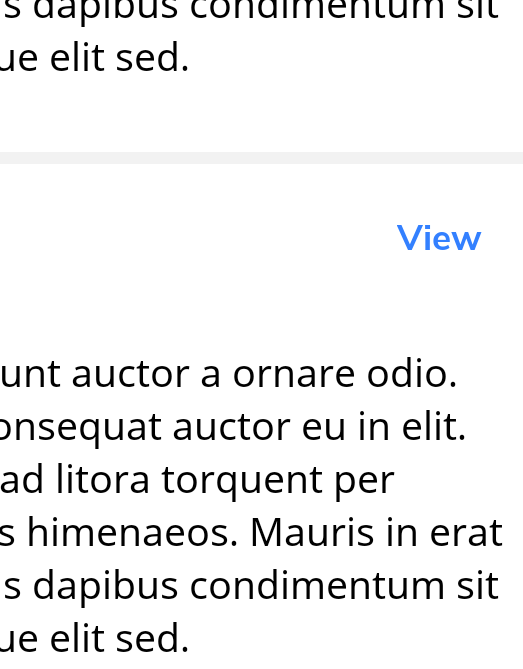 s dapibus condimentum sit
ue elit sed.
View
unt auctor a ornare odio.
onsequat auctor eu in elit.
ad litora torquent per
s himenaeos. Mauris in erat
s dapibus condimentum sit
ue elit sed.